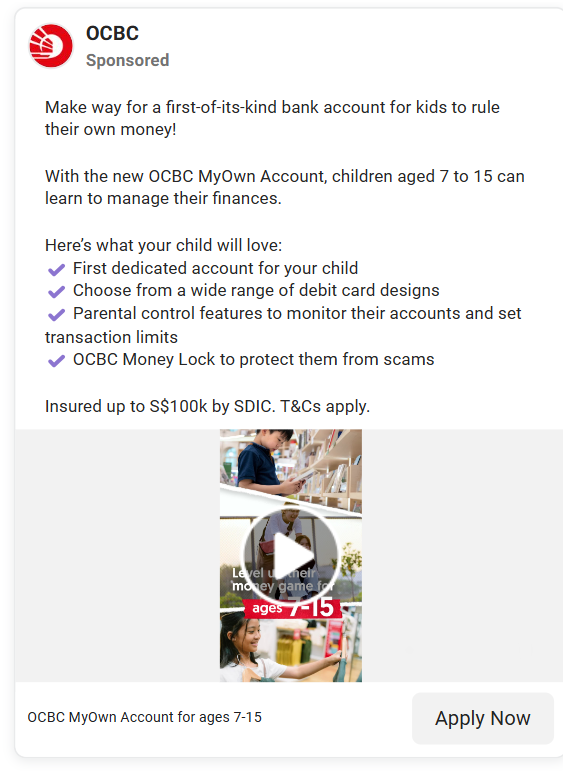 OCBC
Sponsored
Make way for a first-of-its-kind bank account for kids to rule
their own money!
With the new OCBC MyOwn Account, children aged 7 to 15 can
learn to manage their finances.
Here's what your child will love:
✔ First dedicated account for your child
✔ Choose from a wide range of debit card designs
✔ Parental control features to monitor their accounts and set
transaction limits
✔ OCBC Money Lock to protect them from scams
Insured up to S$100k by SDIC. T&Cs apply.
Level up their
money game for
ages 7-15
OCBC MyOwn Account for ages 7-15
Apply Now